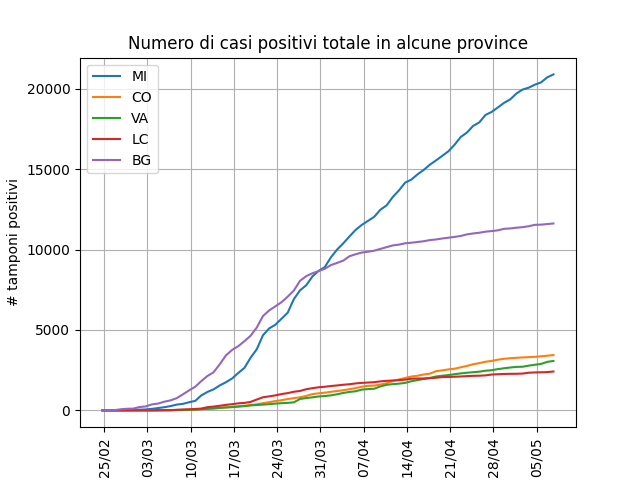 Numero di casi positivi totale in alcune province
# tamponi positivi
20000
15000
10000
5000
0
MI
CO
VA
LC
BG
25/02
03/03
10/03
17/03
24/03
31/03
07/04
14/04
21/04
28/04
05/05